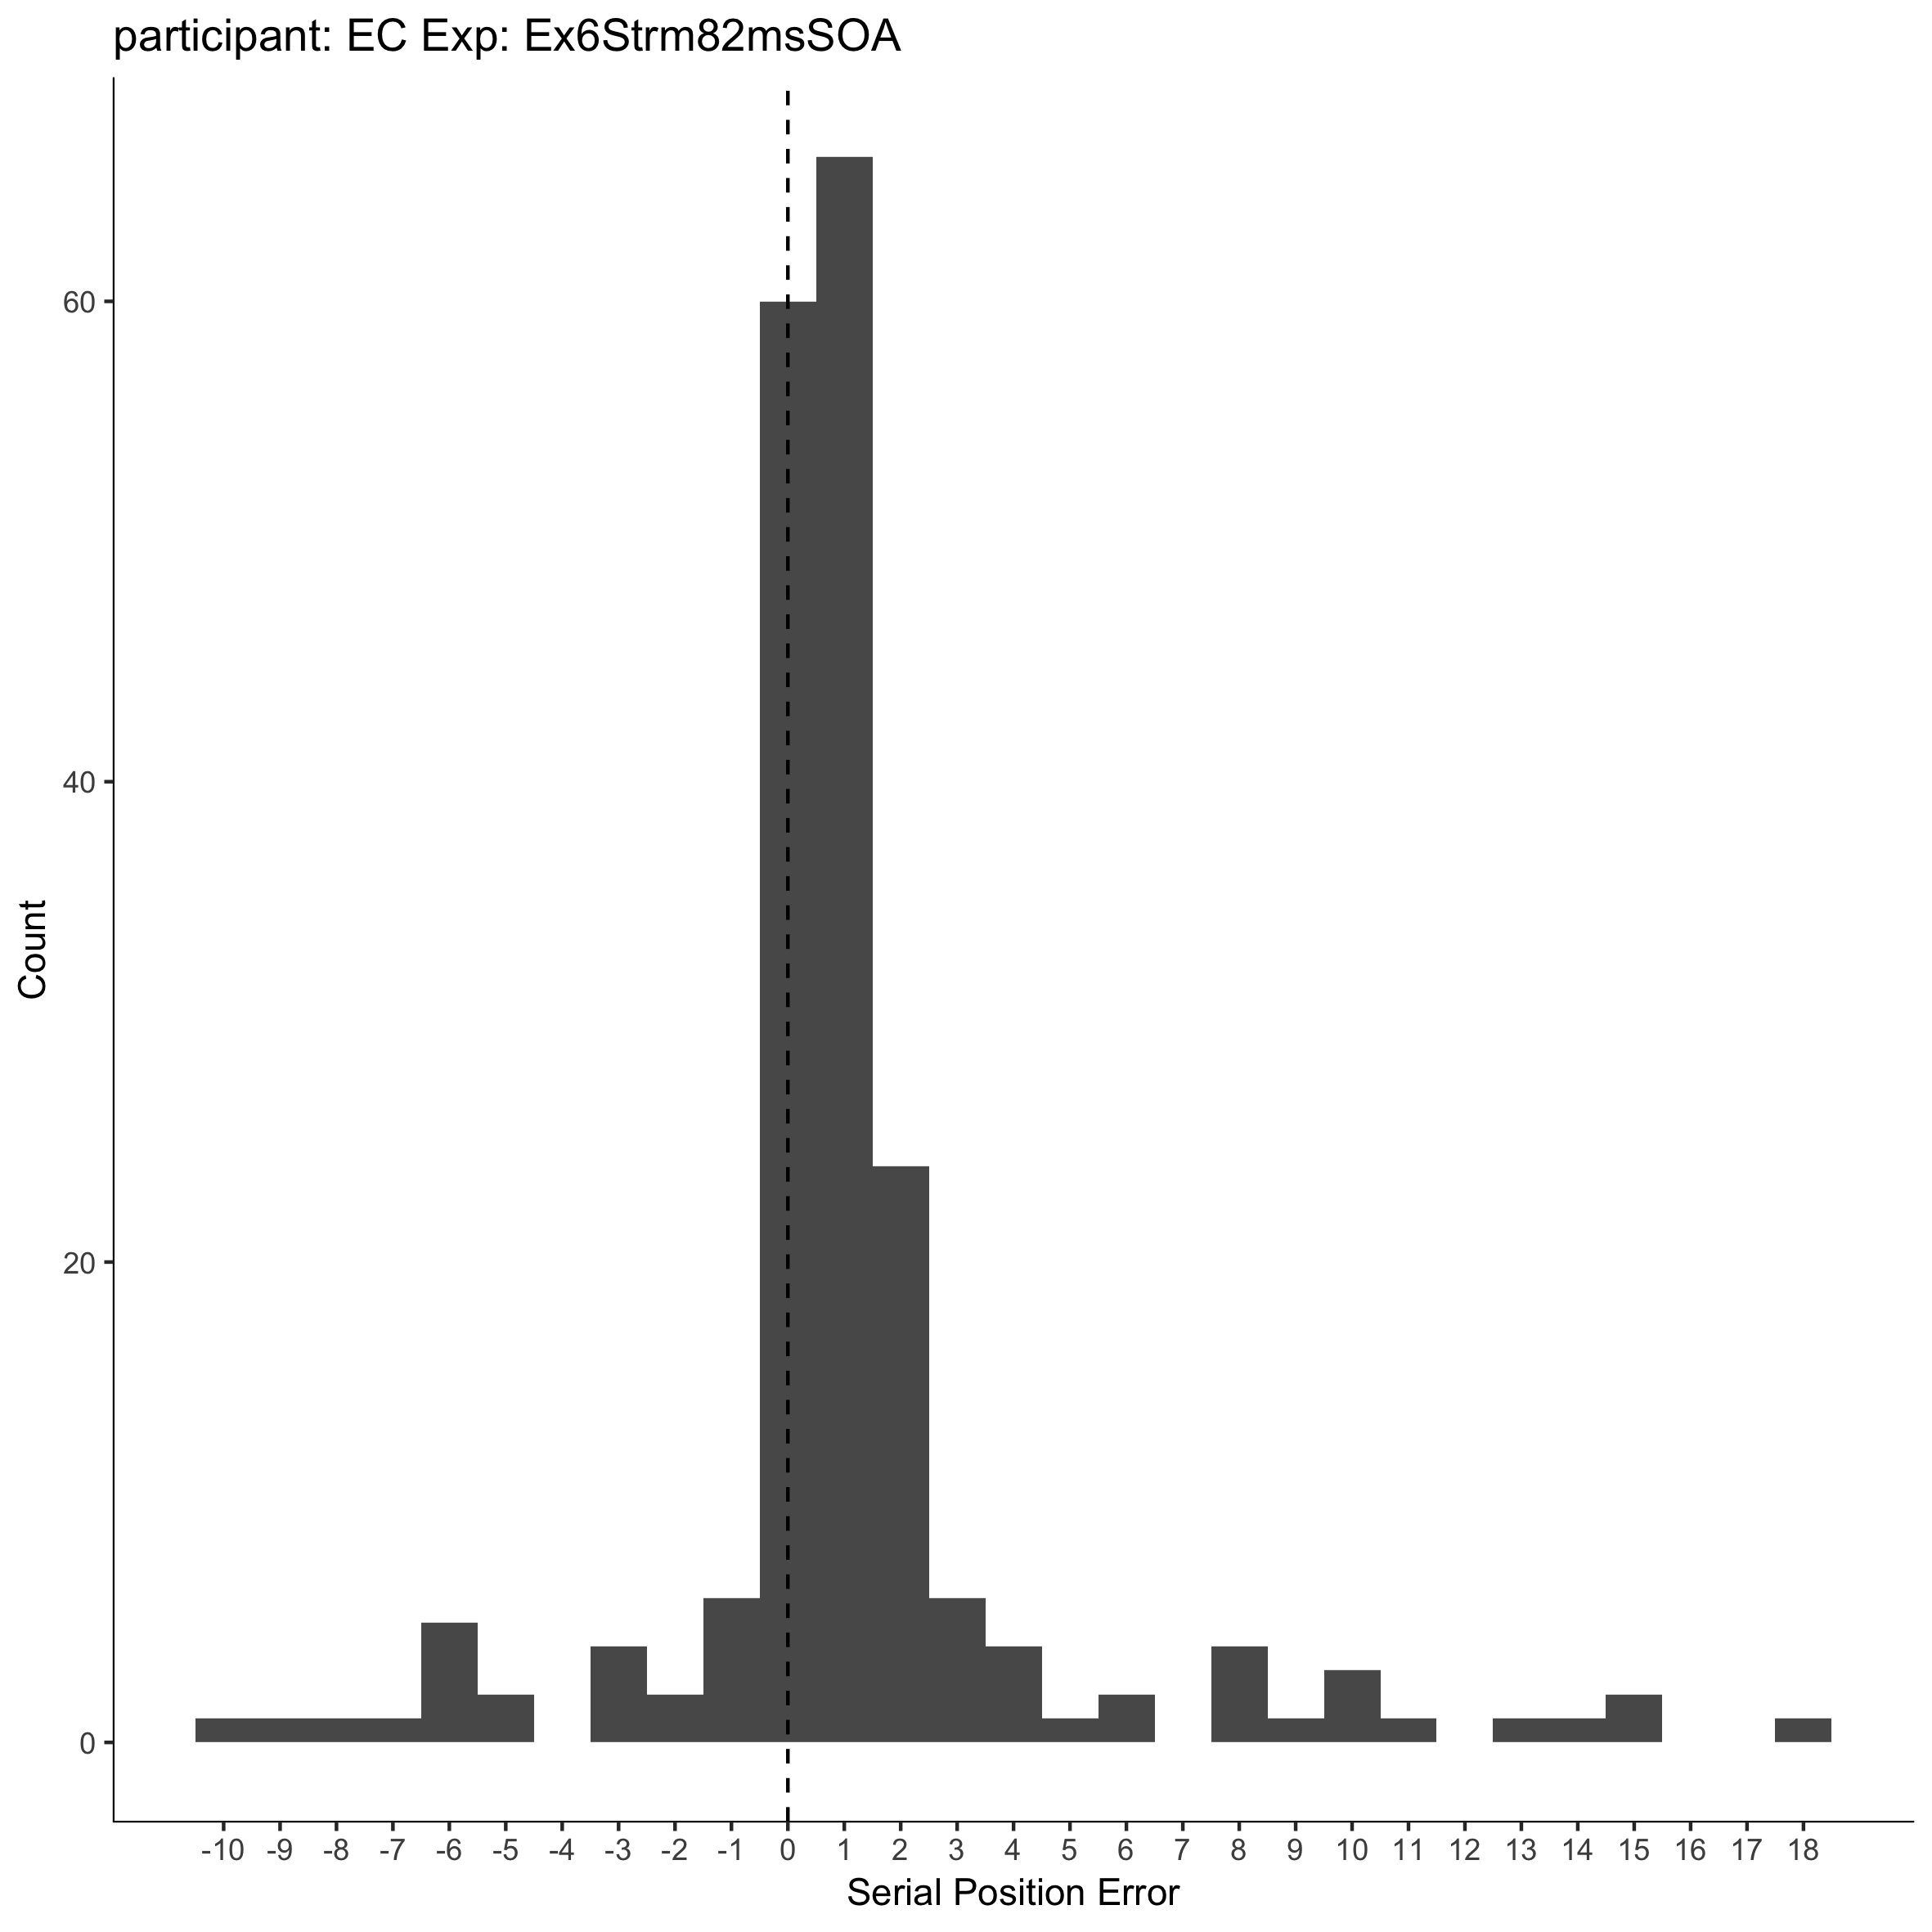 participant: EC Exp: Ex6Strm82msSOA
60
40
20
0
Count
-10 -9 -8 -7 -6 -5 -4 -3 -2 -1 0 1 2 3 4 5 6 7 8 9 10 11 12 13 14 15 16 17 18
Serial Position Error